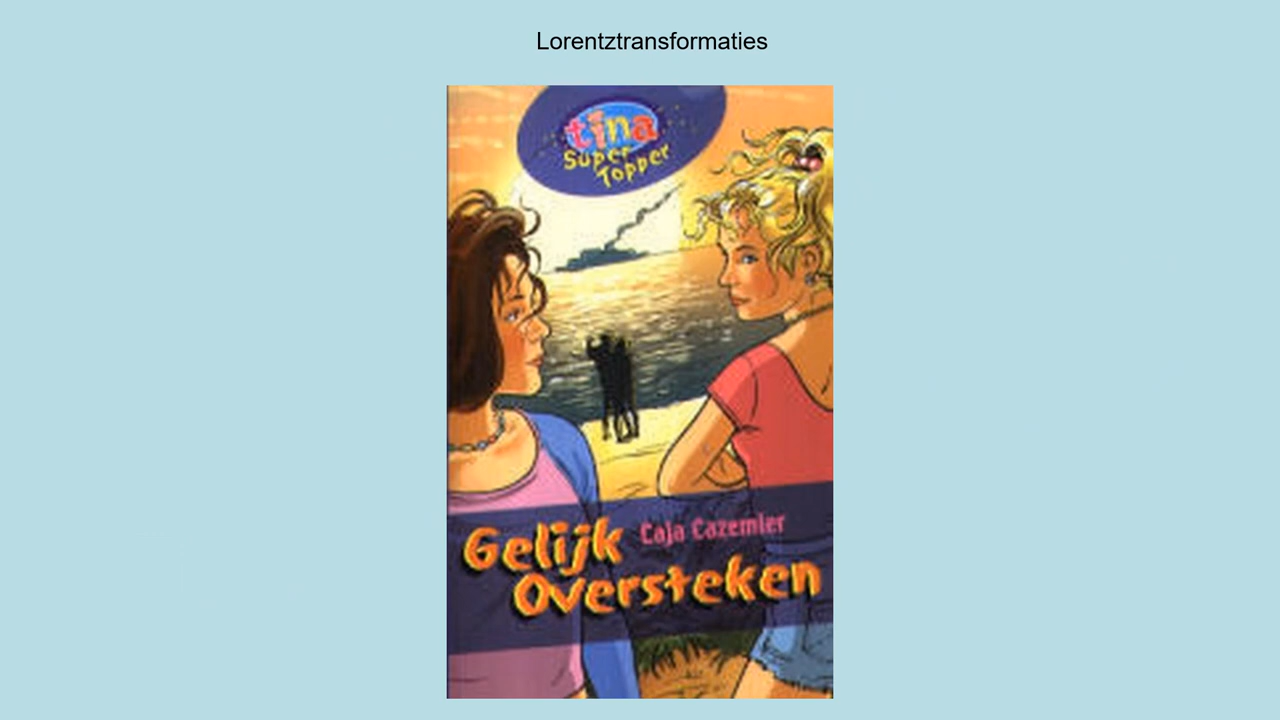 Lorentztransformaties
tina
Super
Topper
Gelijk Caja Cazemier
Oversteken